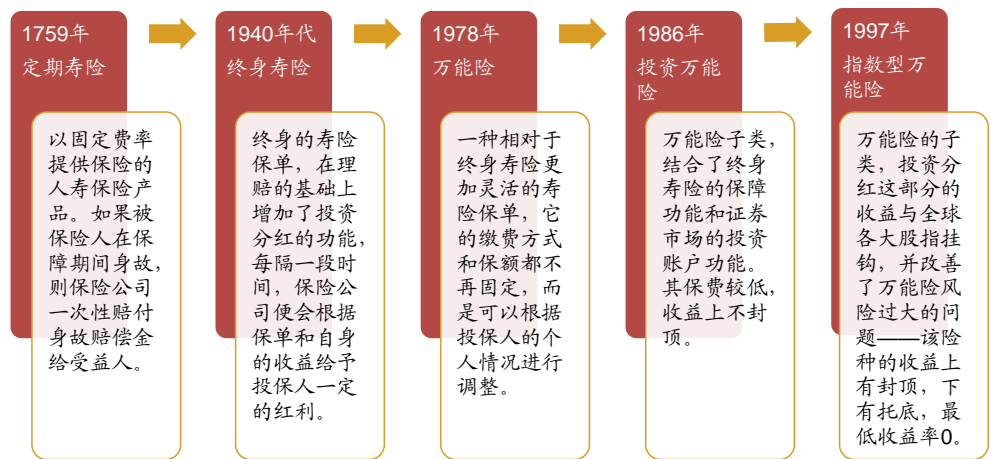 1759年
定期寿险
以固定费率
提供保险的
人寿保险产
品。如果被
保险人在保
障期间身故，
则保险公司
一次性赔付
身故赔偿金
给受益人。
1940年代
终身寿险
终身的寿险
保单，在理
赔的基础上
增加了投资
分红的功能，
每隔一段时
间，保险公
司便会根据
保单和自身
的收益给予
投保人一定
的红利。
1978年
万能险
一种相对于
终身寿险更
加灵活的寿
险保单，它
的缴费方式
和保额都不
再固定，而
是可以根据
投保人的个
人情况进行
调整。
1986年
投资万能
险
万能险子类，
结合了终身
寿险的保障
功能和证券
市场的投资
账户功能。
其保费较低，
收益上不封
顶。
1997年
指数型万
能险
万能险的子
类，投资分
红这部分的
收益与全球
各大股指挂
钩，并改善
了万能险风
险过大的问
题——该险
种的收益上
有封顶，下
有托底，最
低收益率0。